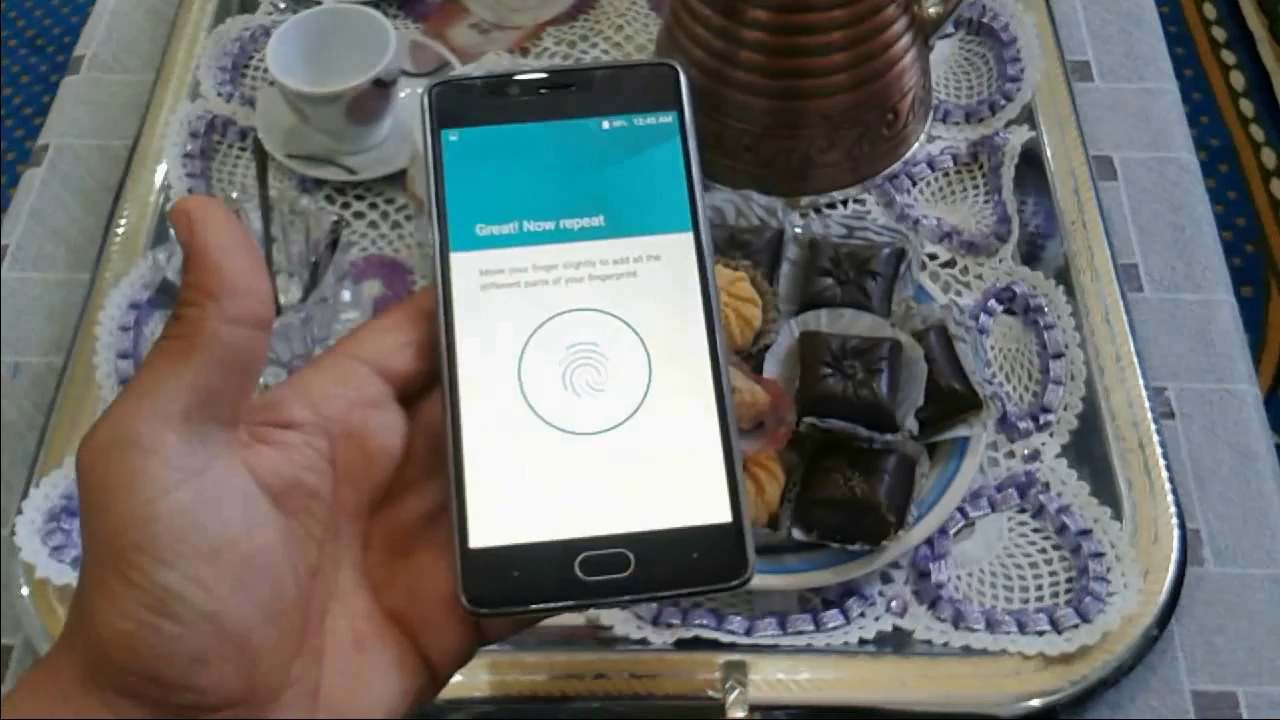 12:45 AM
Great! Now repeat
Move your finger slightly to add all the
different parts of your fingerprint